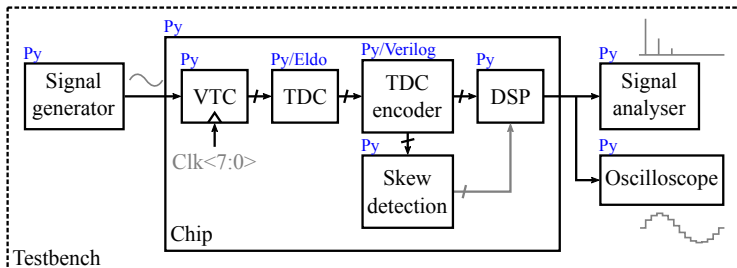 Py
Py
Signal
generator
Py
VTC
Clk<7:0>
Py/Eldo
TDC
Py/Verilog
TDC
encoder
Py
DSP
Py
Skew
detection
Chip
Py
Signal
analyser
Py
Oscilloscope
Testbench